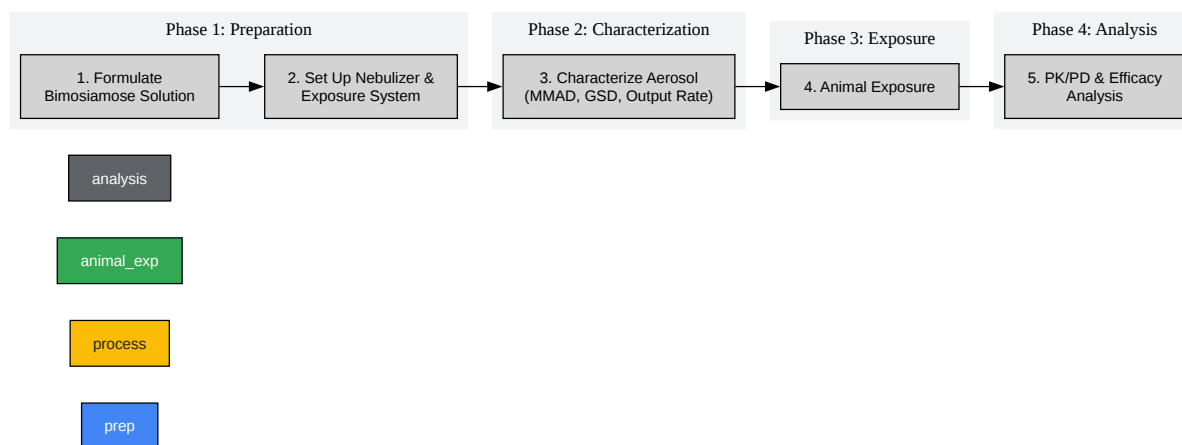 Phase 1: Preparation
1. Formulate
Bimosiamose Solution
2. Set Up Nebulizer &
Exposure System
Phase 2: Characterization
3. Characterize Aerosol
(MMAD, GSD, Output Rate)
Phase 3: Exposure
4. Animal Exposure
Phase 4: Analysis
5. PK/PD & Efficacy
Analysis
analysis
animal_exp
process
prep